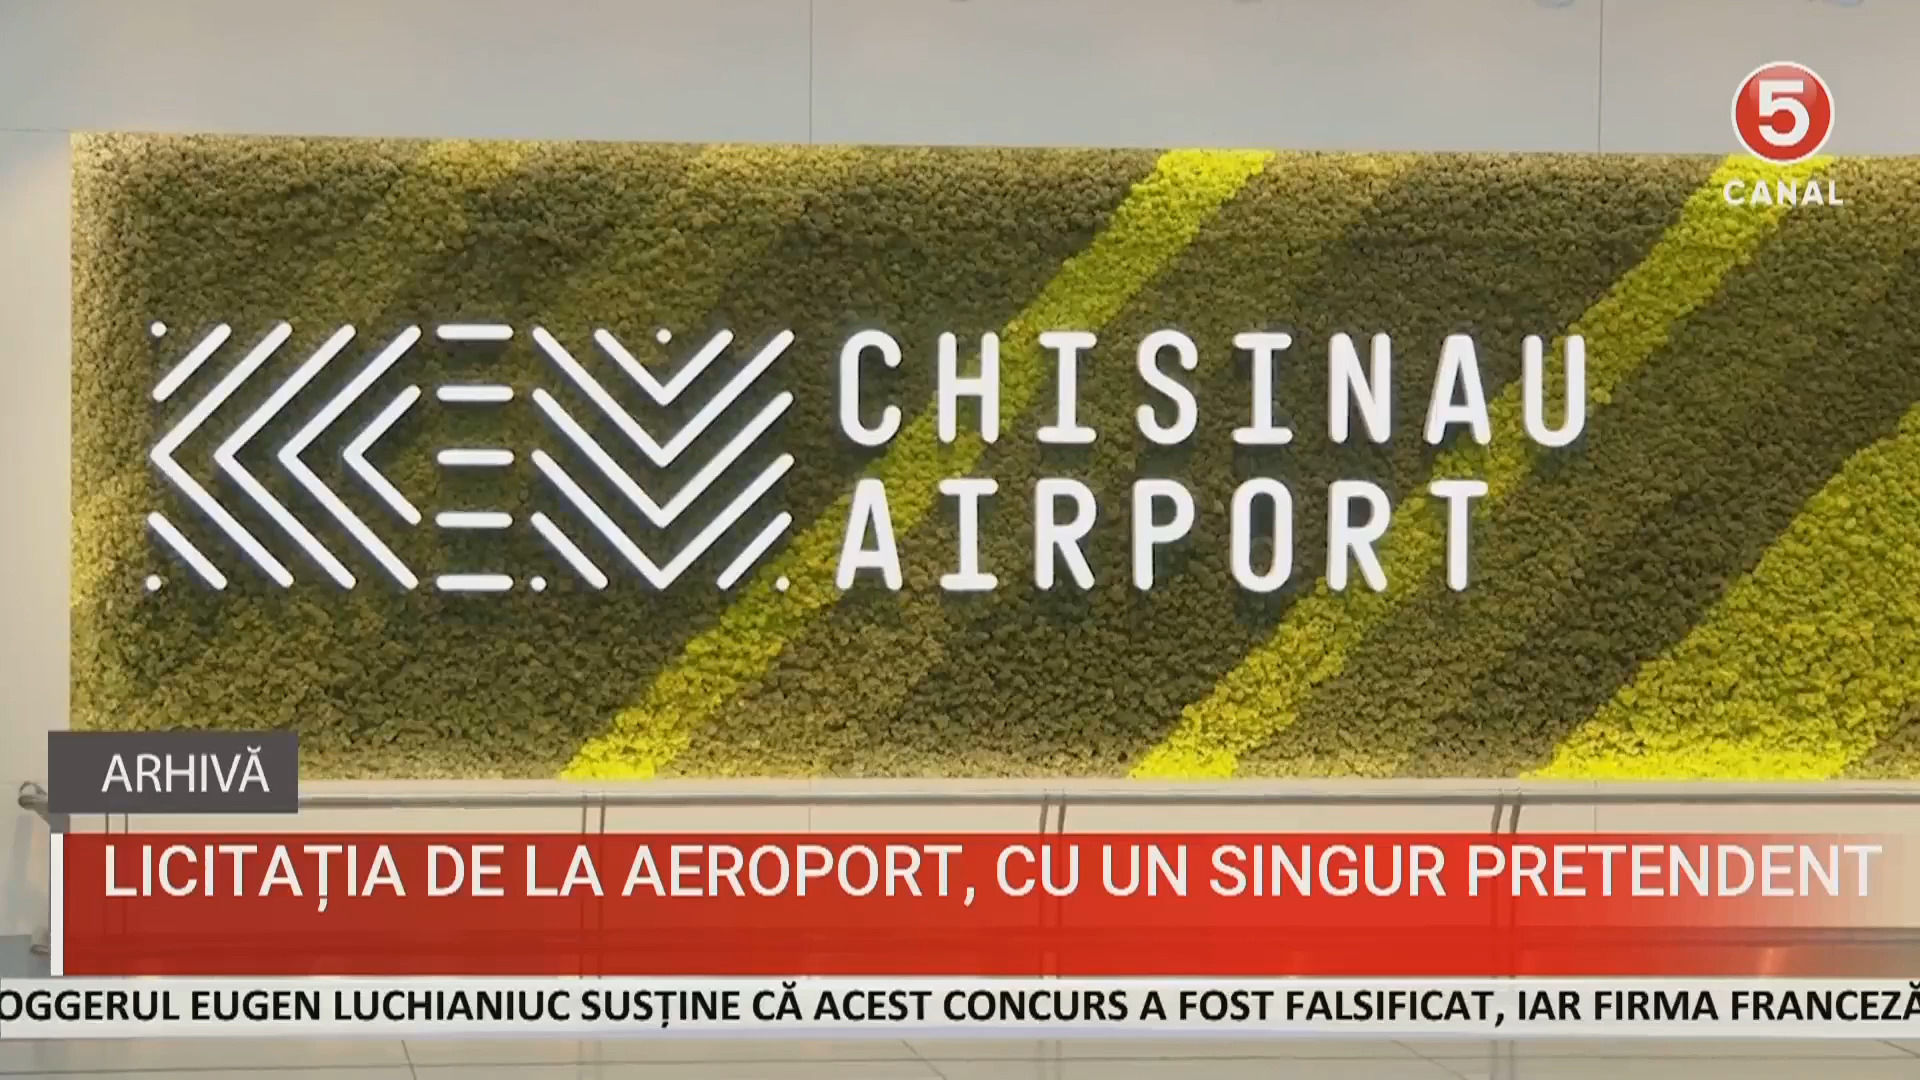 5
CANAL
CHISINAU
AIRPORT
ARHIVĂ
LICITAȚIA DE LA AEROPORT, CU UN SINGUR PRETENDENT
OGGERUL EUGEN LUCHIANIUC SUSȚINE CĂ ACEST CONCURS A FOST FALSIFICAT, IAR FIRMA FRANCEZĂ